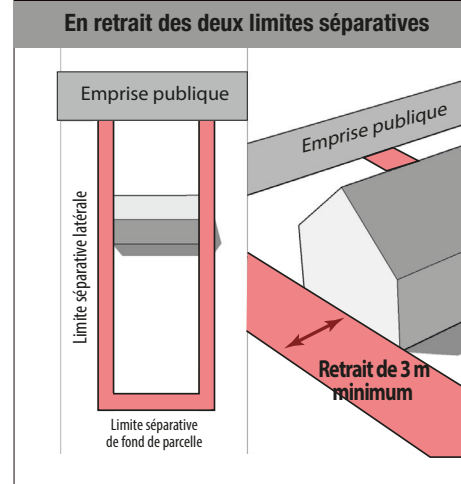 En retrait des deux limites séparatives
Emprise publique
Limite séparative latérale
Limite séparative
de fond de parcelle
Emprise publique
Retrait de 3 m
minimum